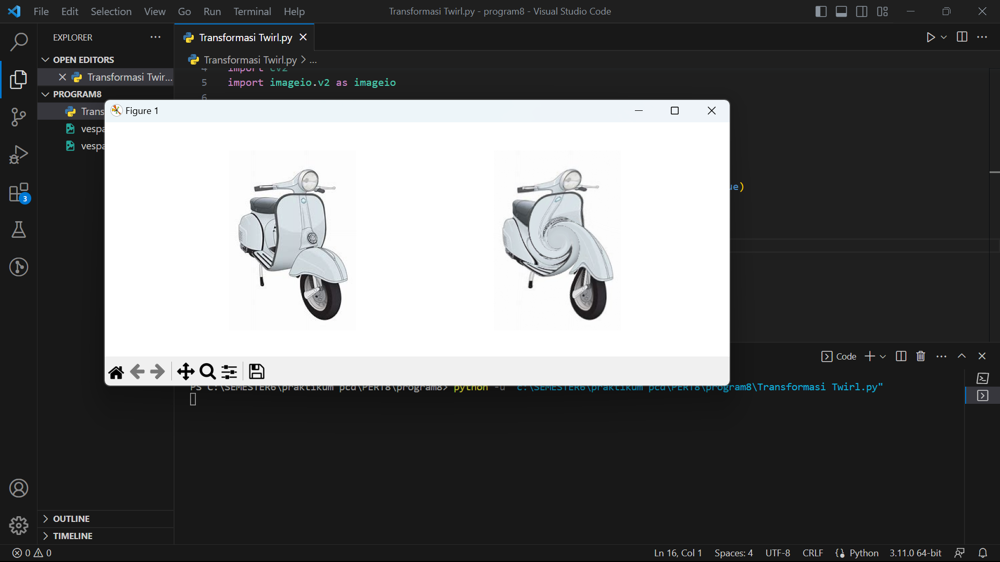 File Edit Selection View Go Run Terminal Help
Transformasi Twirl.py - program8 - Visual Studio Code
EXPLORER
OPEN EDITORS
Transformasi Twir...
PROGRAM8
Trans
vespa
vespa
3
OUTLINE
TIMELINE
Transformasi Twirl.py
Transformasi Twirl.py > ...
4 import cv2
5 import imageio.v2 as imageio
6
ue)
Figure 1
Code
PS C:\SEMESTER6\praktikum pcd\PERT8\program8> python -u "c:\SEMESTER6\praktikum pcd\PERT8\program8\Transformasi Twirl.py"
0 0
Ln 16, Col 1 Spaces: 4 UTF-8 CRLF Python 3.11.0 64-bit